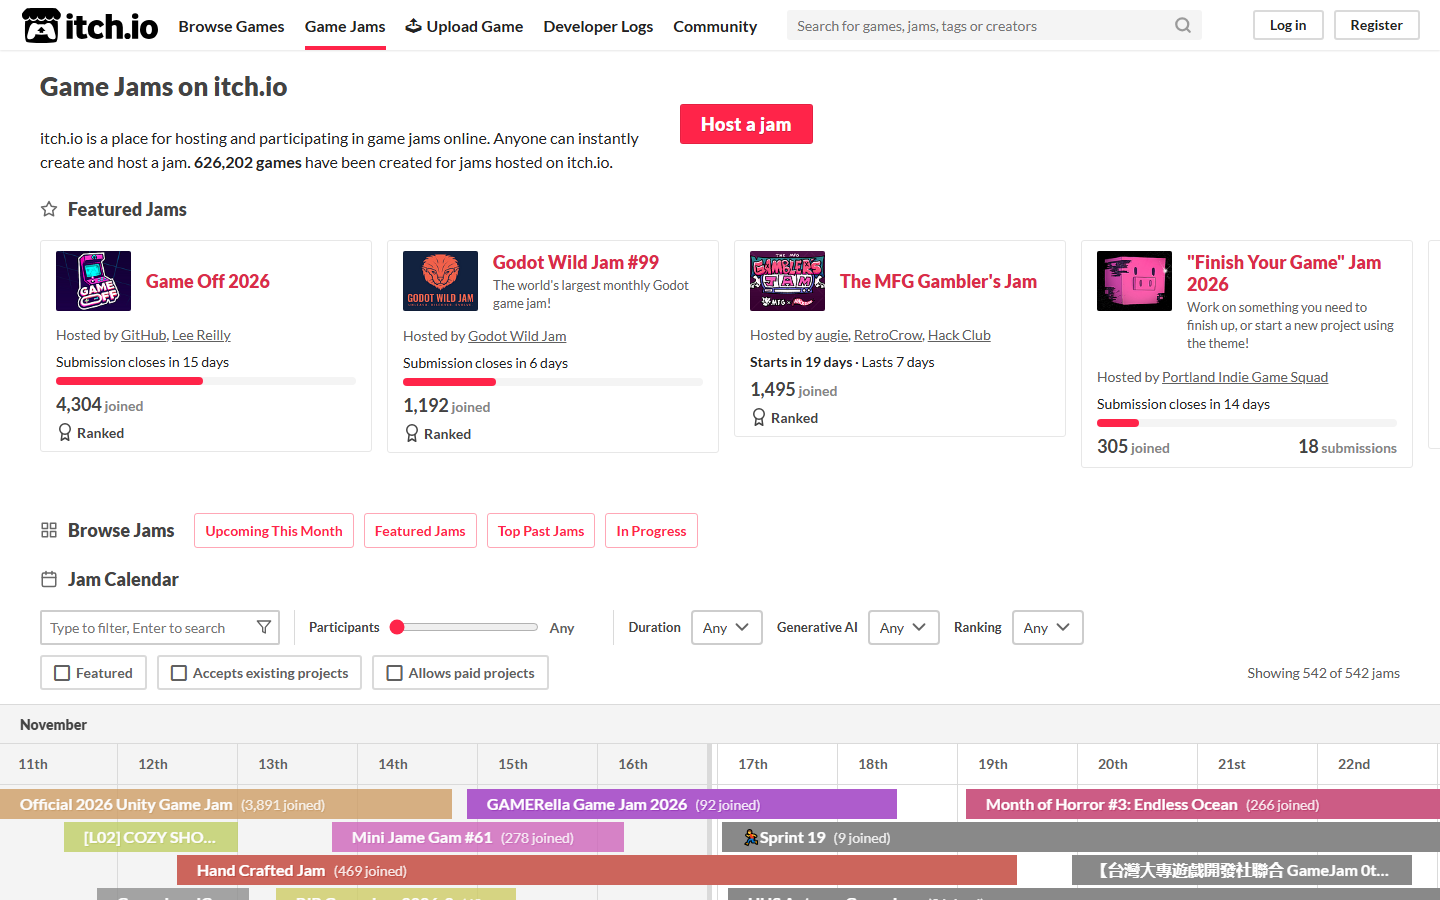 itch.io Browse Games Game Jams Upload Game Developer Logs Community Search for games, jams, tags or creators Log in Register
Game Jams on itch.io
itch.io is a place for hosting and participating in game jams online. Anyone can instantly
create and host a jam. 626,202 games have been created for jams hosted on itch.io.
Host a jam
Featured Jams
GAME OFF
Game Off 2026
Hosted by GitHub, Lee Reilly
Submission closes in 15 days
4,304 joined
Ranked
GODOT WILD JAM
Godot Wild Jam #99
The world's largest monthly Godot
game jam!
Hosted by Godot Wild Jam
Submission closes in 6 days
1,192 joined
Ranked
THE MFG
GAMBLERS
JAM
MFG
The MFG Gambler's Jam
Hosted by augie, RetroCrow, Hack Club
Starts in 19 days · Lasts 7 days
1,495 joined
Ranked
"Finish Your Game" Jam
2026
Work on something you need to
finish up, or start a new project using
the theme!
Hosted by Portland Indie Game Squad
Submission closes in 14 days
305 joined 18 submissions
Browse Jams Upcoming This Month Featured Jams Top Past Jams In Progress
Jam Calendar
Type to filter, Enter to search Participants Any Duration Any Generative AI Any Ranking Any
Featured Accepts existing projects Allows paid projects Showing 542 of 542 jams
November
11th 12th 13th 14th 15th 16th 17th 18th 19th 20th 21st 22nd
Official 2026 Unity Game Jam (3,891 joined) GAMERella Game Jam 2026 (92 joined) Month of Horror #3: Endless Ocean (266 joined)
[L02] COZY SHO... Mini Jame Gam #61 (278 joined) Sprint 19 (9 joined)
Hand Crafted Jam (469 joined) 【台灣大專遊戲開發社聯合 GameJam 0t...